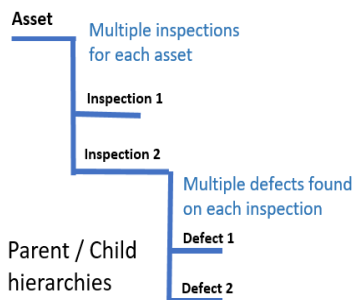 Asset
Multiple inspections
for each asset
Inspection 1
Inspection 2
Multiple defects found
on each inspection
Defect 1
Parent / Child
hierarchies
Defect 2